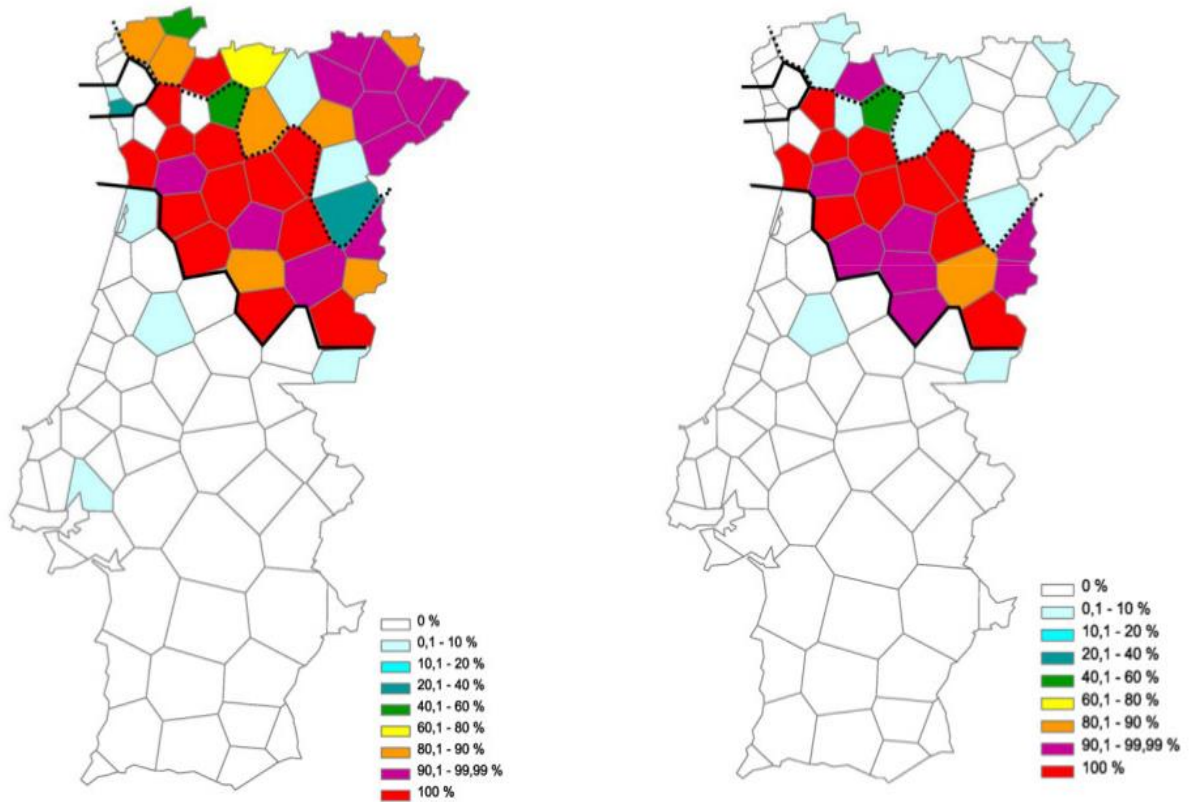 0 %
0,1 - 10 %
10,1 - 20 %
20,1 - 40 %
40,1 - 60 %
60,1 - 80 %
80,1 - 90 %
90,1 - 99,99 %
100 %
0 %
0,1 - 10 %
10,1 - 20 %
20,1 - 40 %
40,1 - 60 %
60,1 - 80 %
80,1 - 90 %
90,1 - 99,99 %
100 %